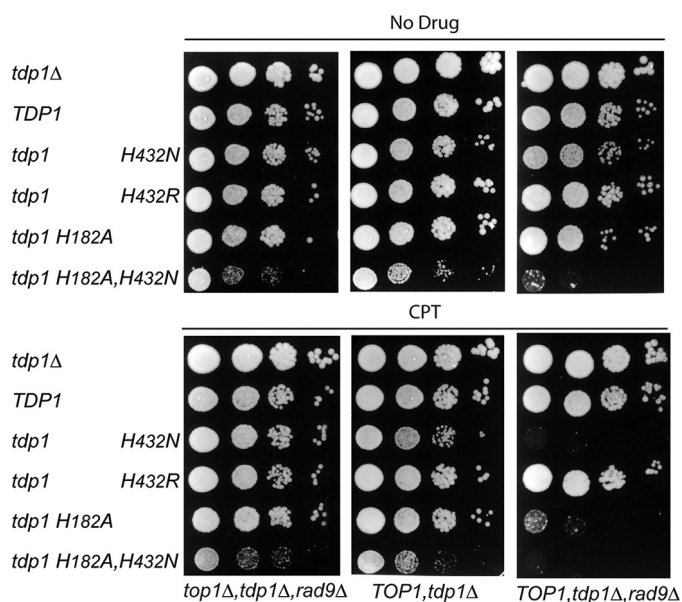 No Drug
tdp1Δ
TDP1
tdp1 H432N
tdp1 H432R
tdp1 H182A
tdp1 H182A,H432N
CPT
tdp1Δ
TDP1
tdp1 H432N
tdp1 H432R
tdp1 H182A
tdp1 H182A,H432N
top1Δ,tdp1Δ,rad9Δ TOP1,tdp1Δ TOP1,tdp1Δ,rad9Δ